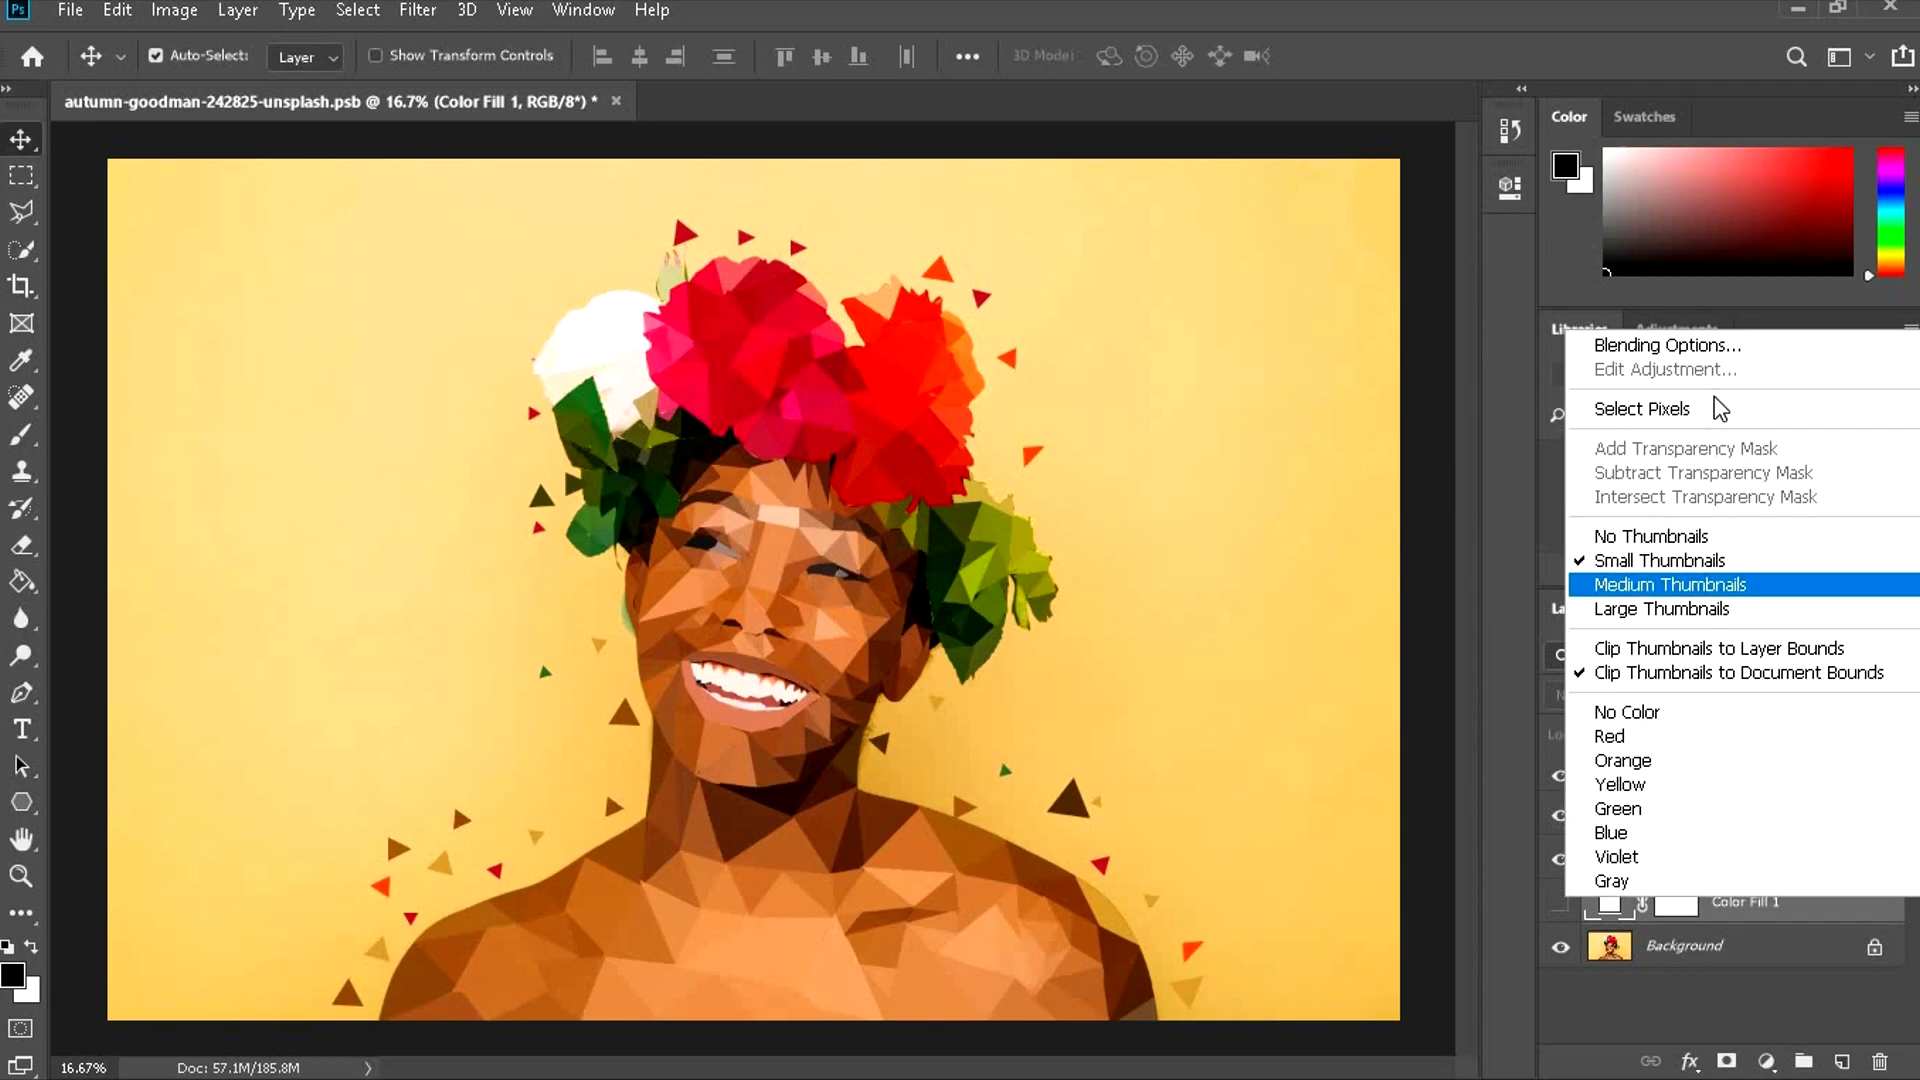 Ps File Edit Image Layer Type Select Filter 3D View Window Help
Auto-Select: Layer Show Transform Controls 3D Mode:
autumn-goodman-242825-unsplash.psb @ 16.7% (Color Fill 1, RGB/8*) *
Color Swatches
Libraries Adjustments
Blending Options...
Edit Adjustment...
Select Pixels
Add Transparency Mask
Subtract Transparency Mask
Intersect Transparency Mask
No Thumbnails
Small Thumbnails
Medium Thumbnails
Large Thumbnails
Clip Thumbnails to Layer Bounds
Clip Thumbnails to Document Bounds
No Color
Red
Orange
Yellow
Green
Blue
Violet
Gray
Color Fill 1
Background
16.67% Doc: 57.1M/185.8M
fx